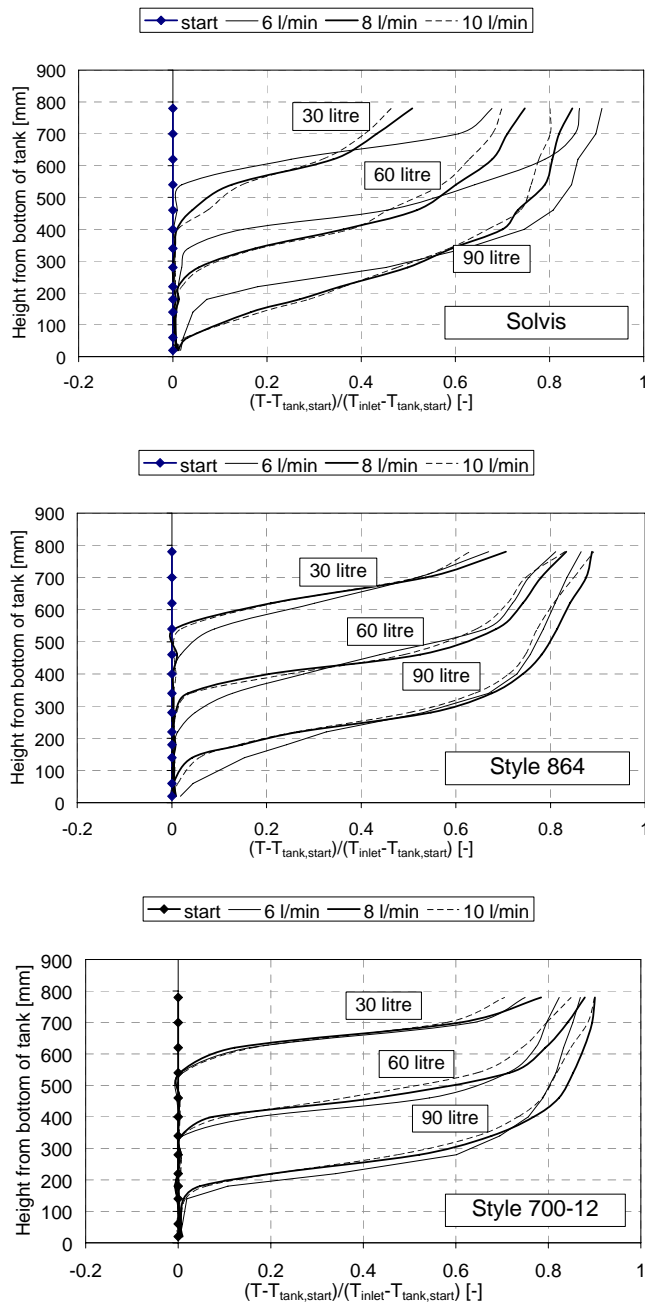 start 6 l/min 8 l/min 10 l/min
900
800
700
600
500
400
300
200
100
0
Height from bottom of tank [mm]
30 litre
60 litre
90 litre
Solvis
-0.2 0 0.2 0.4 0.6 0.8 1
(T-Ttank,start)/(Tinlet-Ttank,start) [-]
start 6 l/min 8 l/min 10 l/min
900
800
700
600
500
400
300
200
100
0
Height from bottom of tank [mm]
30 litre
60 litre
90 litre
Style 864
-0.2 0 0.2 0.4 0.6 0.8 1
(T-Ttank,start)/(Tinlet-Ttank,start) [-]
start 6 l/min 8 l/min 10 l/min
900
800
700
600
500
400
300
200
100
0
Height from bottom of tank [mm]
30 litre
60 litre
90 litre
Style 700-12
-0.2 0 0.2 0.4 0.6 0.8 1
(T-Ttank,start)/(Tinlet-Ttank,start) [-]